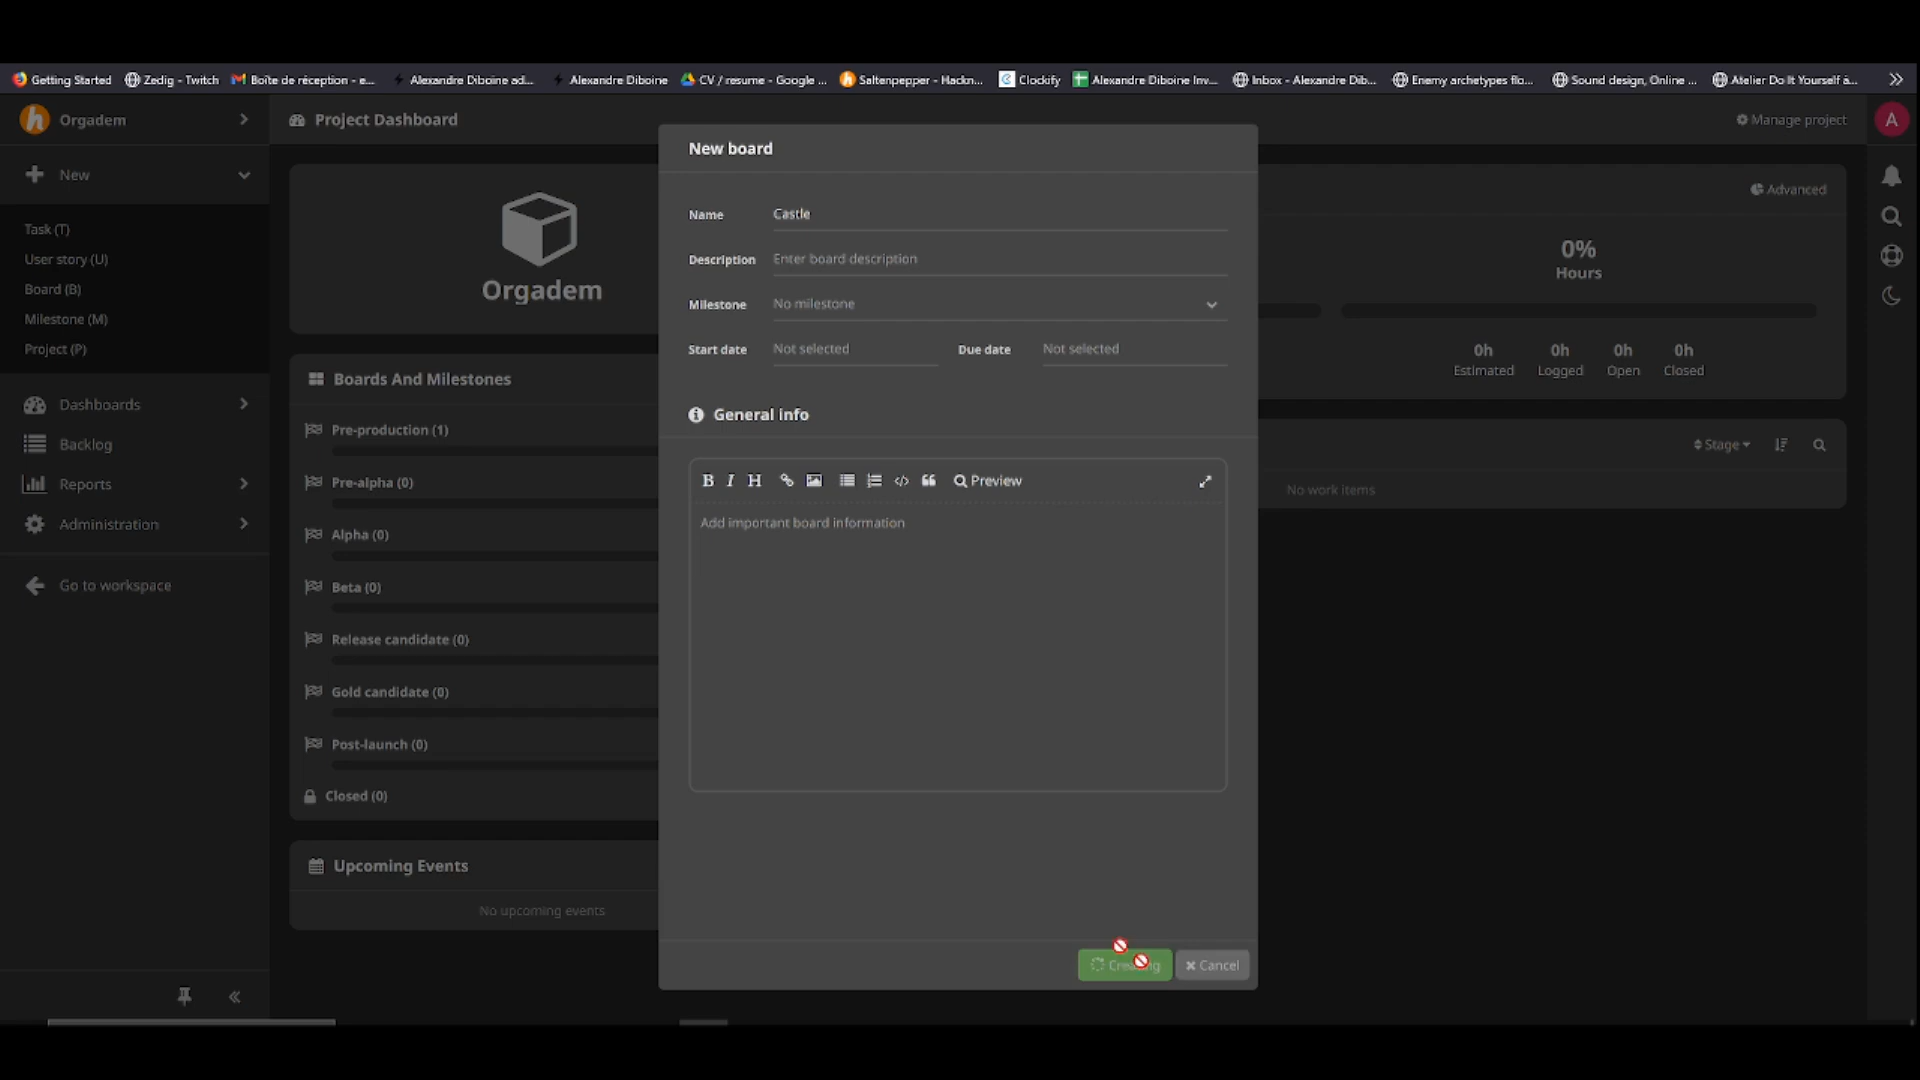 Getting Started
Zedig - Twitch
Boîte de réception - e...
Alexandre Diboine ad...
Alexandre Diboine
CV / resume - Google ...
Saltenpepper - Hackn...
Clockify
Alexandre Diboine Inv...
Inbox - Alexandre Dib...
Enemy archetypes flo...
Sound design, Online ...
Atelier Do It Yourself à...
Orgadem
Project Dashboard
Manage project
A
New
Task (T)
User story (U)
Board (B)
Milestone (M)
Project (P)
Dashboards
Backlog
Reports
Administration
Go to workspace
Orgadem
Boards And Milestones
Pre-production (1)
Pre-alpha (0)
Alpha (0)
Beta (0)
Release candidate (0)
Gold candidate (0)
Post-launch (0)
Closed (0)
Upcoming Events
No upcoming events
New board
Name Castle
Description Enter board description
Milestone No milestone
Start date Not selected Due date Not selected
General info
B I H Preview
Add important board information
Creating
Cancel
Advanced
0%
Hours
0h 0h 0h 0h
Estimated Logged Open Closed
Stage
No work items